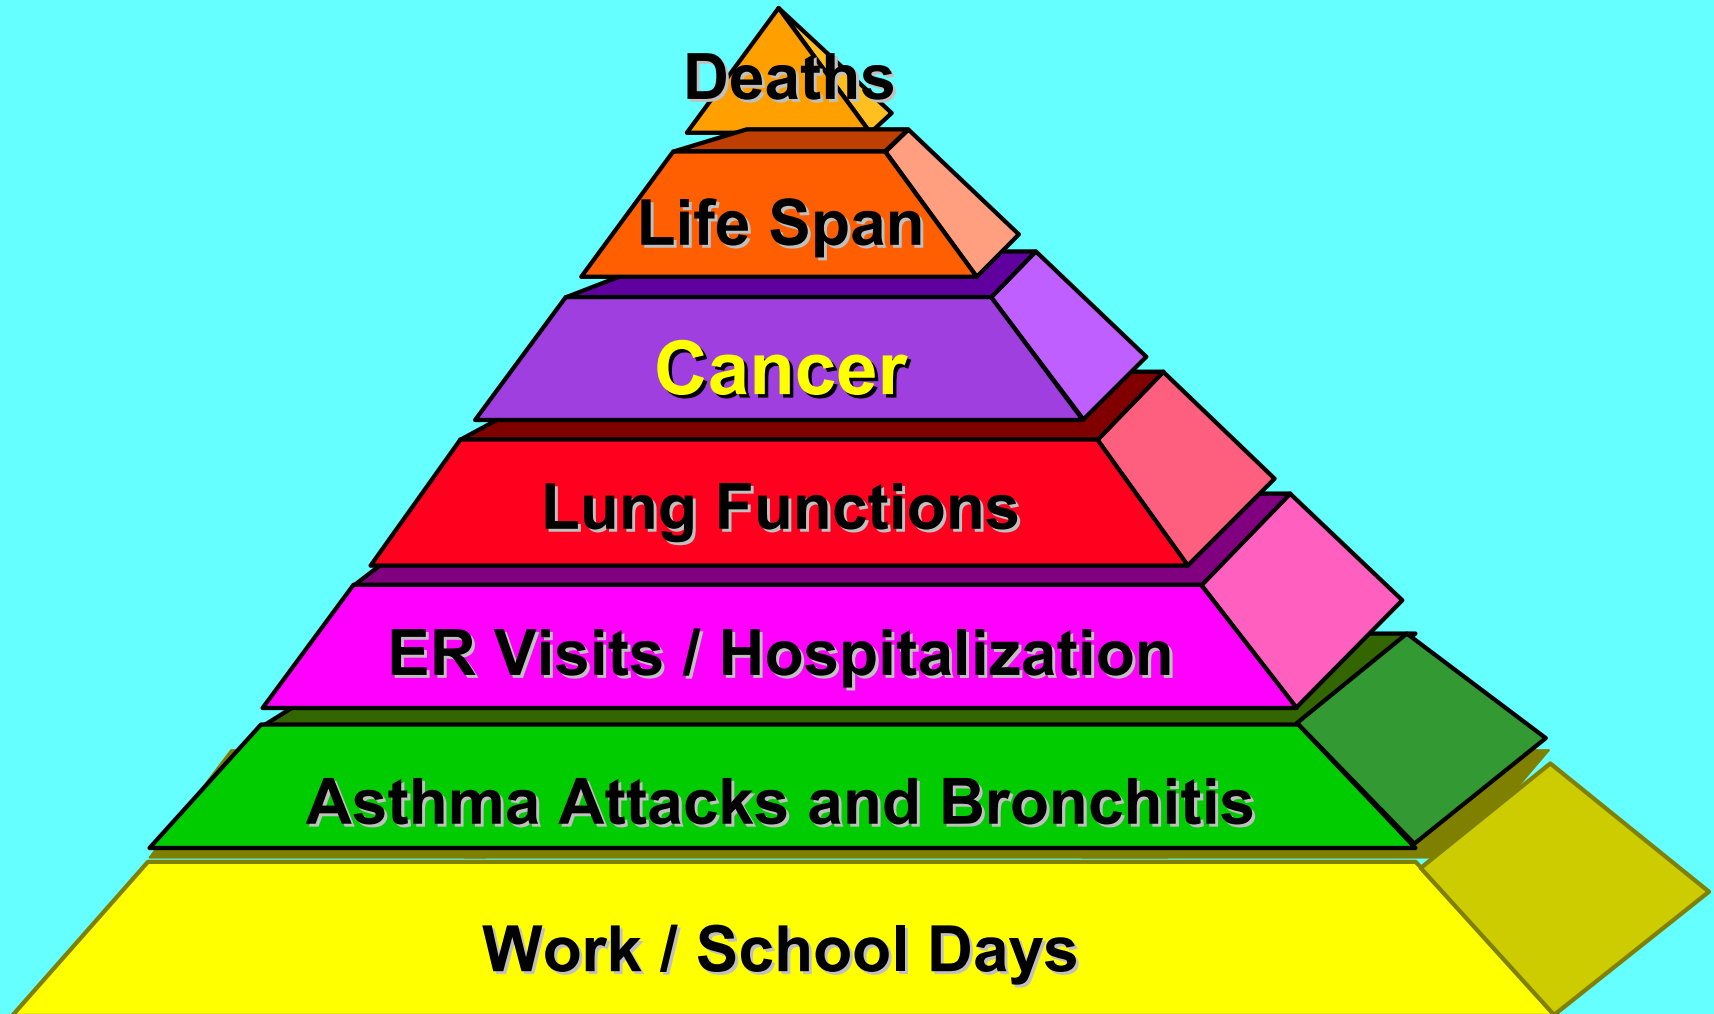 Deaths
Life Span
Cancer
Lung Functions
ER Visits / Hospitalization
Asthma Attacks and Bronchitis
Work / School Days